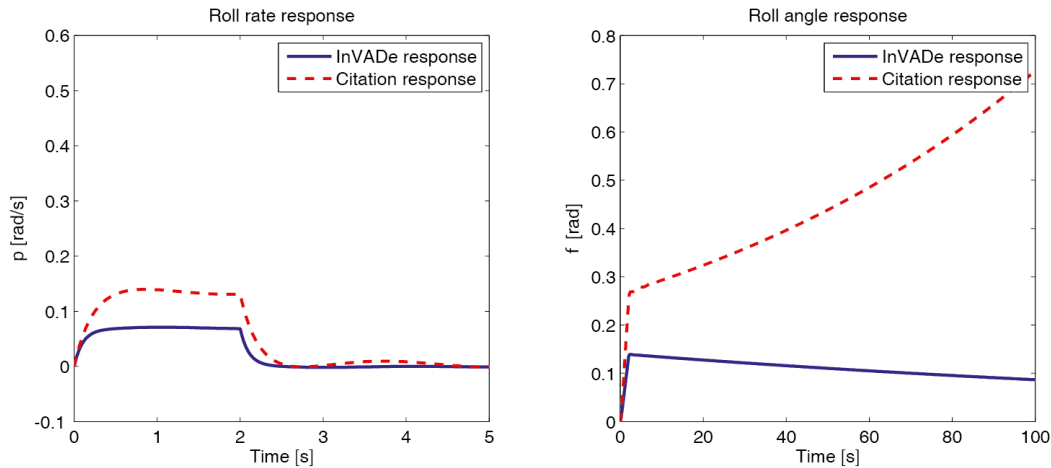 Roll rate response
0.6
0.5
0.4
0.3
0.2
0.1
0
-0.1
p [rad/s]
InVADe response
Citation response
0 1 2 3 4 5
Time [s]
Roll angle response
0.8
0.7
0.6
0.5
0.4
0.3
0.2
0.1
0
f [rad]
InVADe response
Citation response
0 20 40 60 80 100
Time [s]